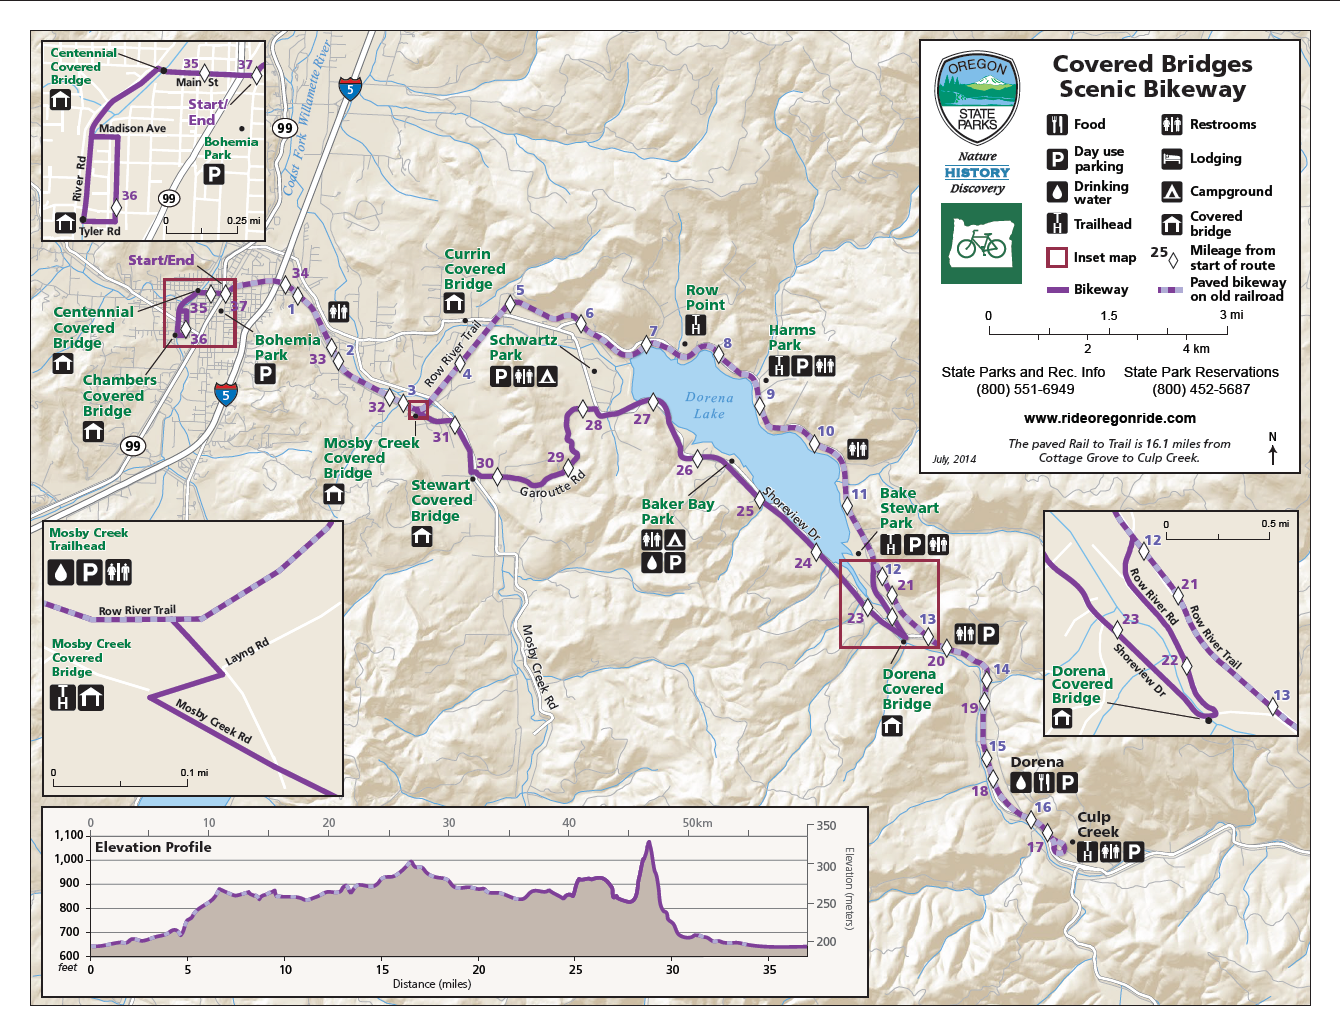 Centennial
Covered
Bridge
35
37
Main St
Start/
End
Madison Ave
Bohemia
Park
P
River Rd
36
99
0
0.25 mi
Tyler Rd
Coast Fork Willamette River
5
99
OREGON
STATE
PARKS
Nature
HISTORY
Discovery
Covered Bridges
Scenic Bikeway
Food
Restrooms
P
Day use
parking
Lodging
Drinking
water
Campground
T
H
Trailhead
Covered
bridge
Inset map
25
Mileage from
start of route
Bikeway
Paved bikeway
on old railroad
0
1.5
3 mi
2
4 km
State Parks and Rec. Info
(800) 551-6949
State Park Reservations
(800) 452-5687
www.rideoregonride.com
The paved Rail to Trail is 16.1 miles from
Cottage Grove to Culp Creek.
July, 2014
N
Start/End
34
1
35
37
36
Centennial
Covered
Bridge
Bohemia
Park
P
33
2
Chambers
Covered
Bridge
5
99
Currin
Covered
Bridge
Row River Trail
5
6
4
3
32
31
Schwartz
Park
P
Row
Point
T
H
7
8
Harms
Park
T
H
P
9
10
Dorena
Lake
Mosby Creek
Covered
Bridge
Stewart
Covered
Bridge
30
29
28
27
26
Garoutte Rd
Baker Bay
Park
P
25
Shoreview Dr
24
11
Bake
Stewart
Park
T
H
P
12
21
23
13
20
P
Dorena
Covered
Bridge
14
19
15
18
Dorena
P
16
17
Culp
Creek
T
H
P
Mosby Creek Rd
Mosby Creek
Trailhead
P
Row River Trail
Mosby Creek
Covered
Bridge
T
H
Layng Rd
Mosby Creek Rd
0
0.1 mi
0
0.5 mi
12
21
Row River Rd
Row River Trail
23
22
Shoreview Dr
13
Dorena
Covered
Bridge
0
10
20
30
40
50km
Elevation Profile
1,100
1,000
900
800
700
600
feet
350
300
250
200
Elevation (meters)
0
5
10
15
20
25
30
35
Distance (miles)